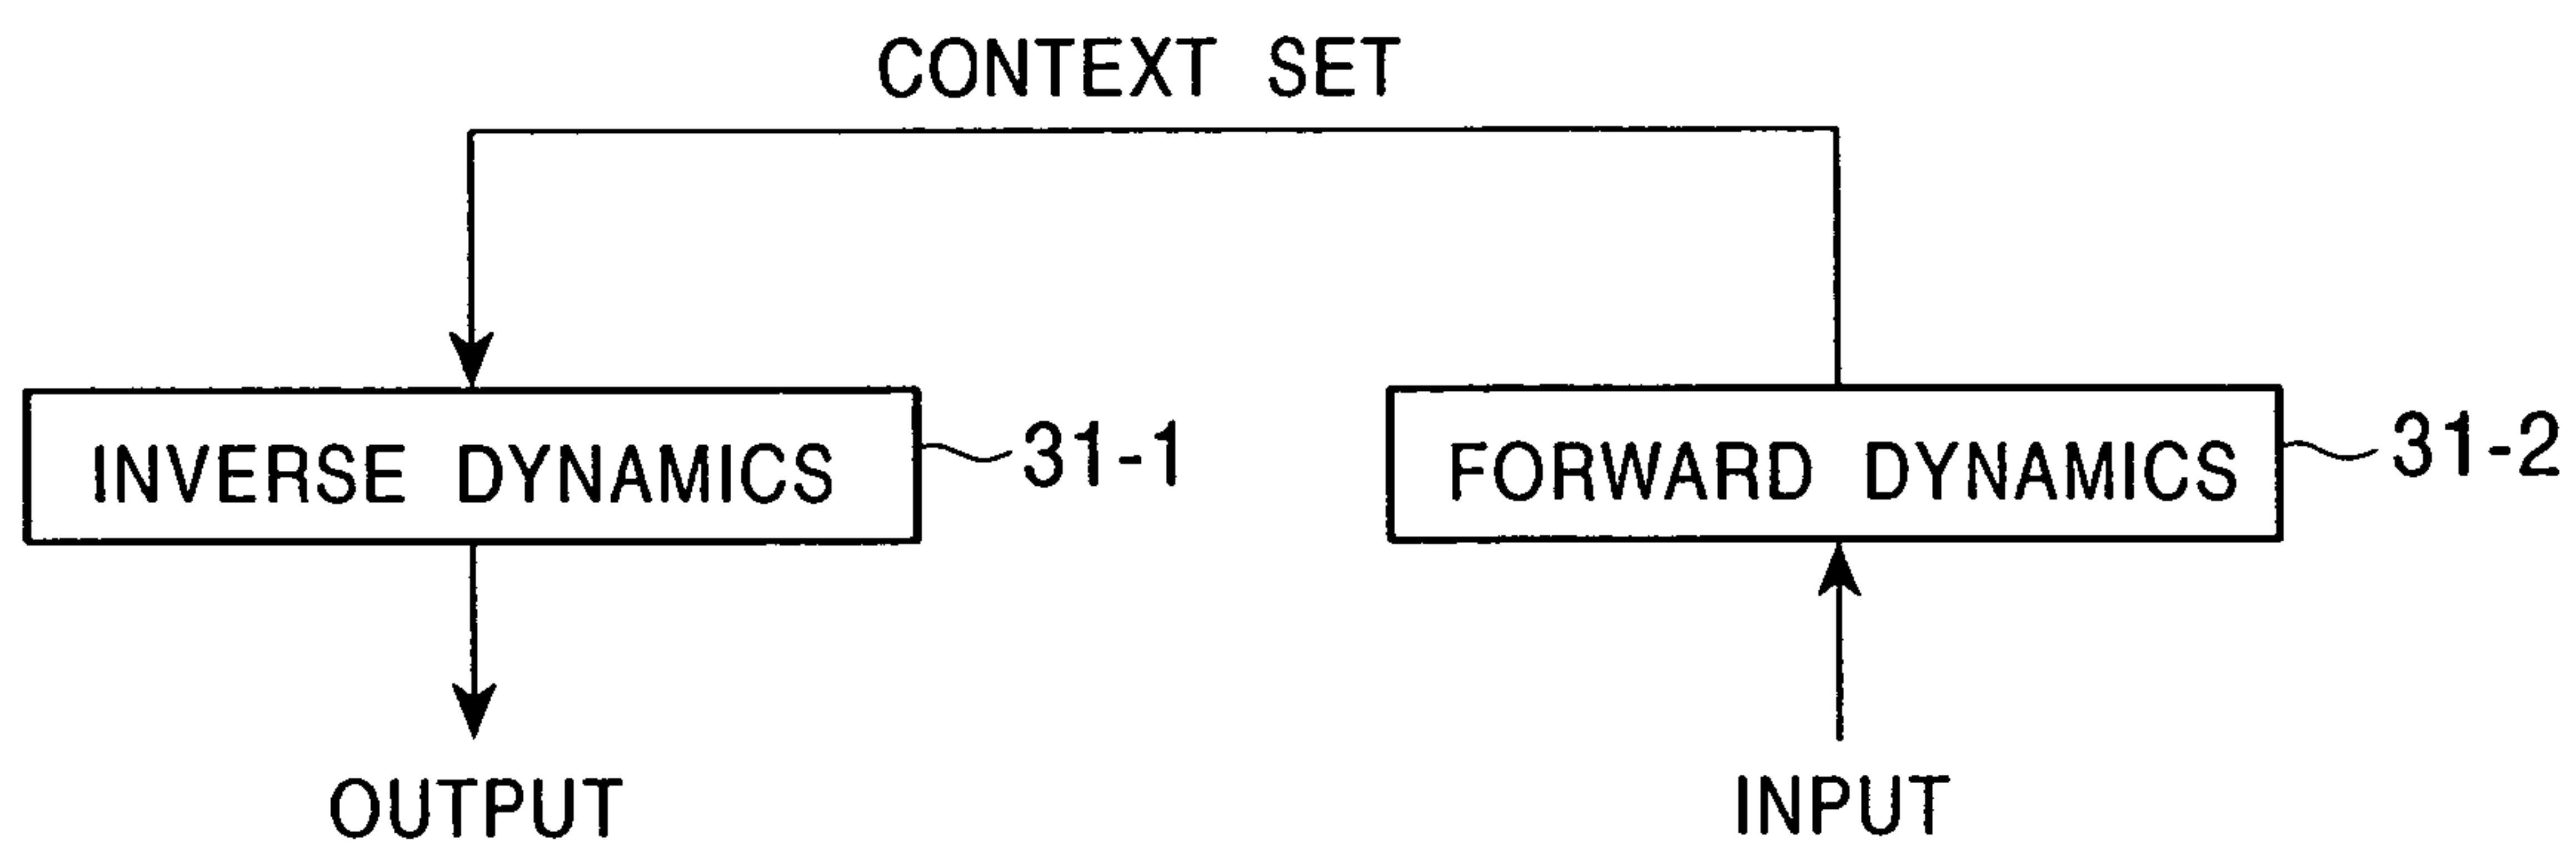 CONTEXT SET
INVERSE DYNAMICS
31-1
FORWARD DYNAMICS
31-2
OUTPUT
INPUT